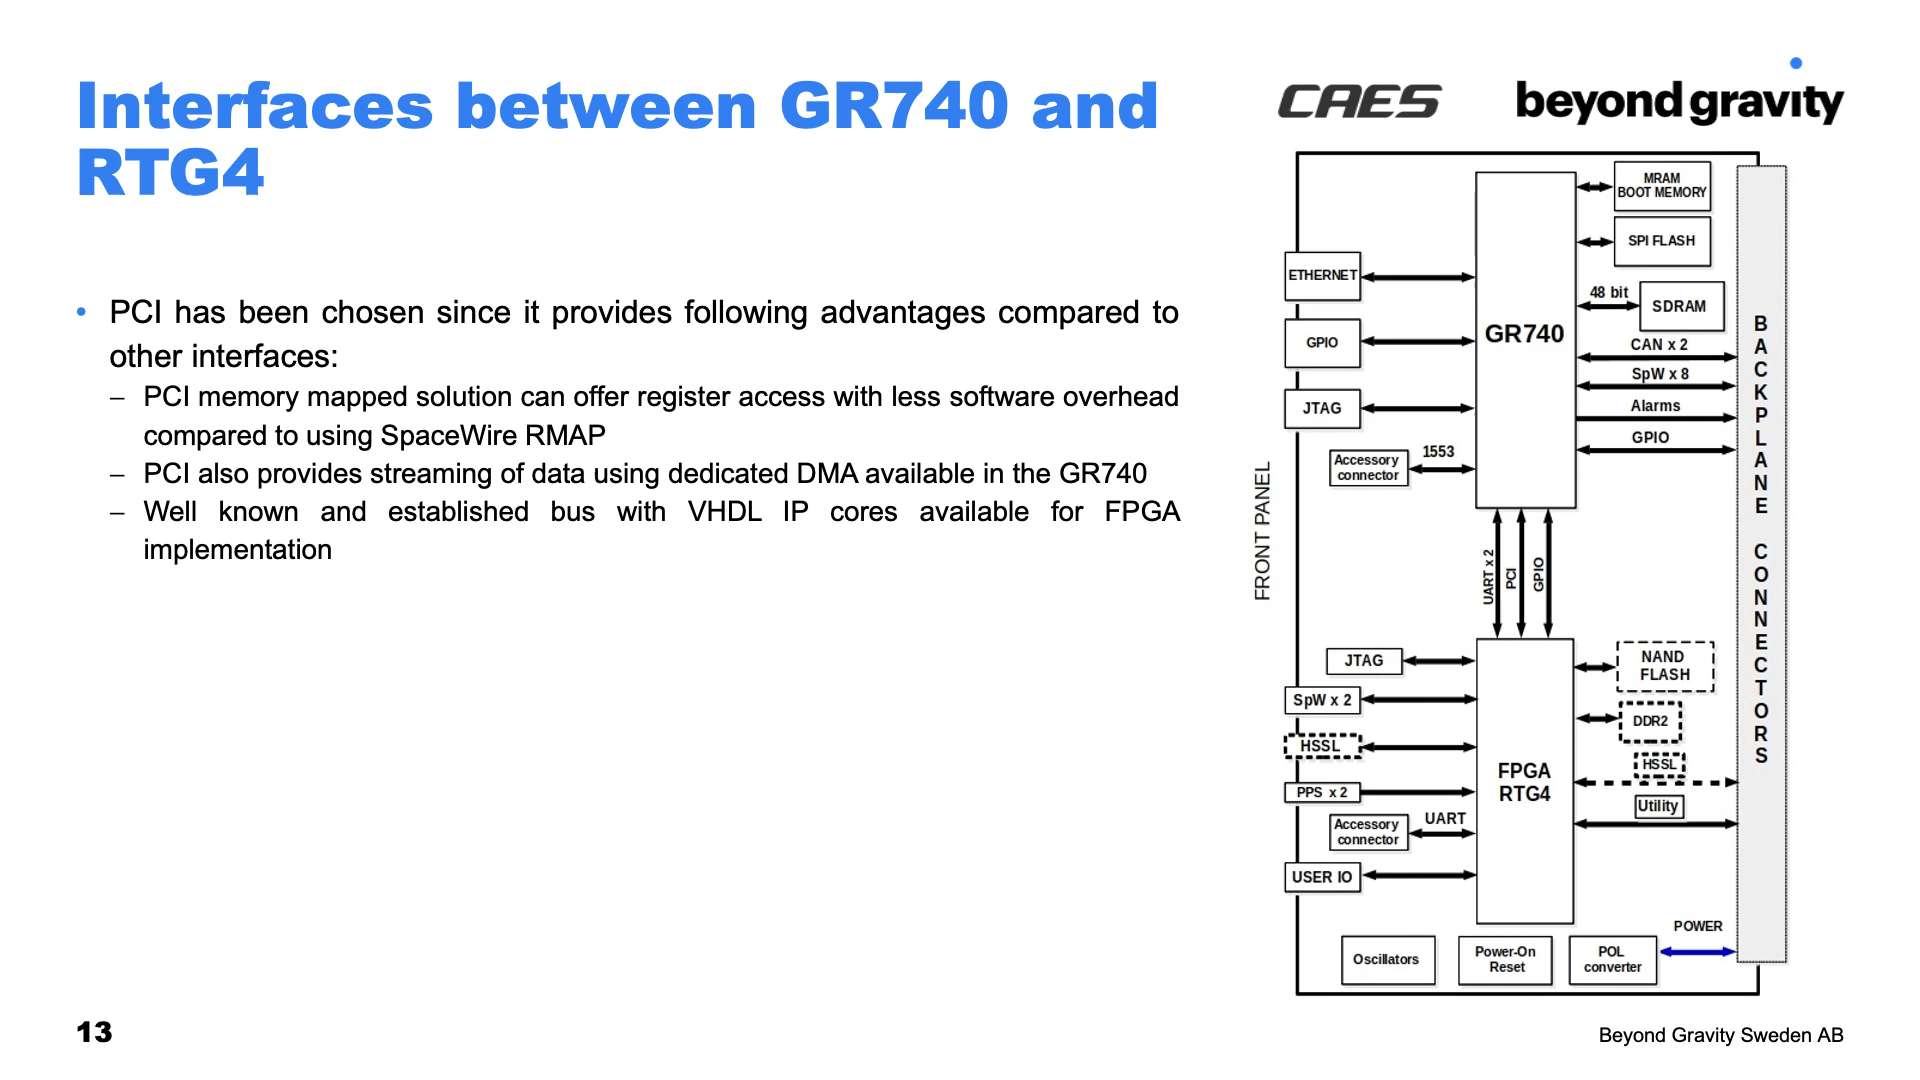 Interfaces between GR740 and
RTG4
CAES
beyond gravity
• PCI has been chosen since it provides following advantages compared to
other interfaces:
– PCI memory mapped solution can offer register access with less software overhead
compared to using SpaceWire RMAP
– PCI also provides streaming of data using dedicated DMA available in the GR740
– Well known and established bus with VHDL IP cores available for FPGA
implementation
FRONT PANEL
ETHERNET
GPIO
JTAG
Accessory
connector
1553
GR740
MRAM
BOOT MEMORY
SPI FLASH
48 bit
SDRAM
CAN x 2
SpW x 8
Alarms
GPIO
BACKPLANE CONNECTORS
UART x 2
PCI
GPIO
JTAG
SpW x 2
HSSL
PPS x 2
Accessory
connector
UART
USER IO
FPGA
RTG4
NAND
FLASH
DDR2
HSSL
Utility
POWER
Oscillators
Power-On
Reset
POL
converter
13
Beyond Gravity Sweden AB